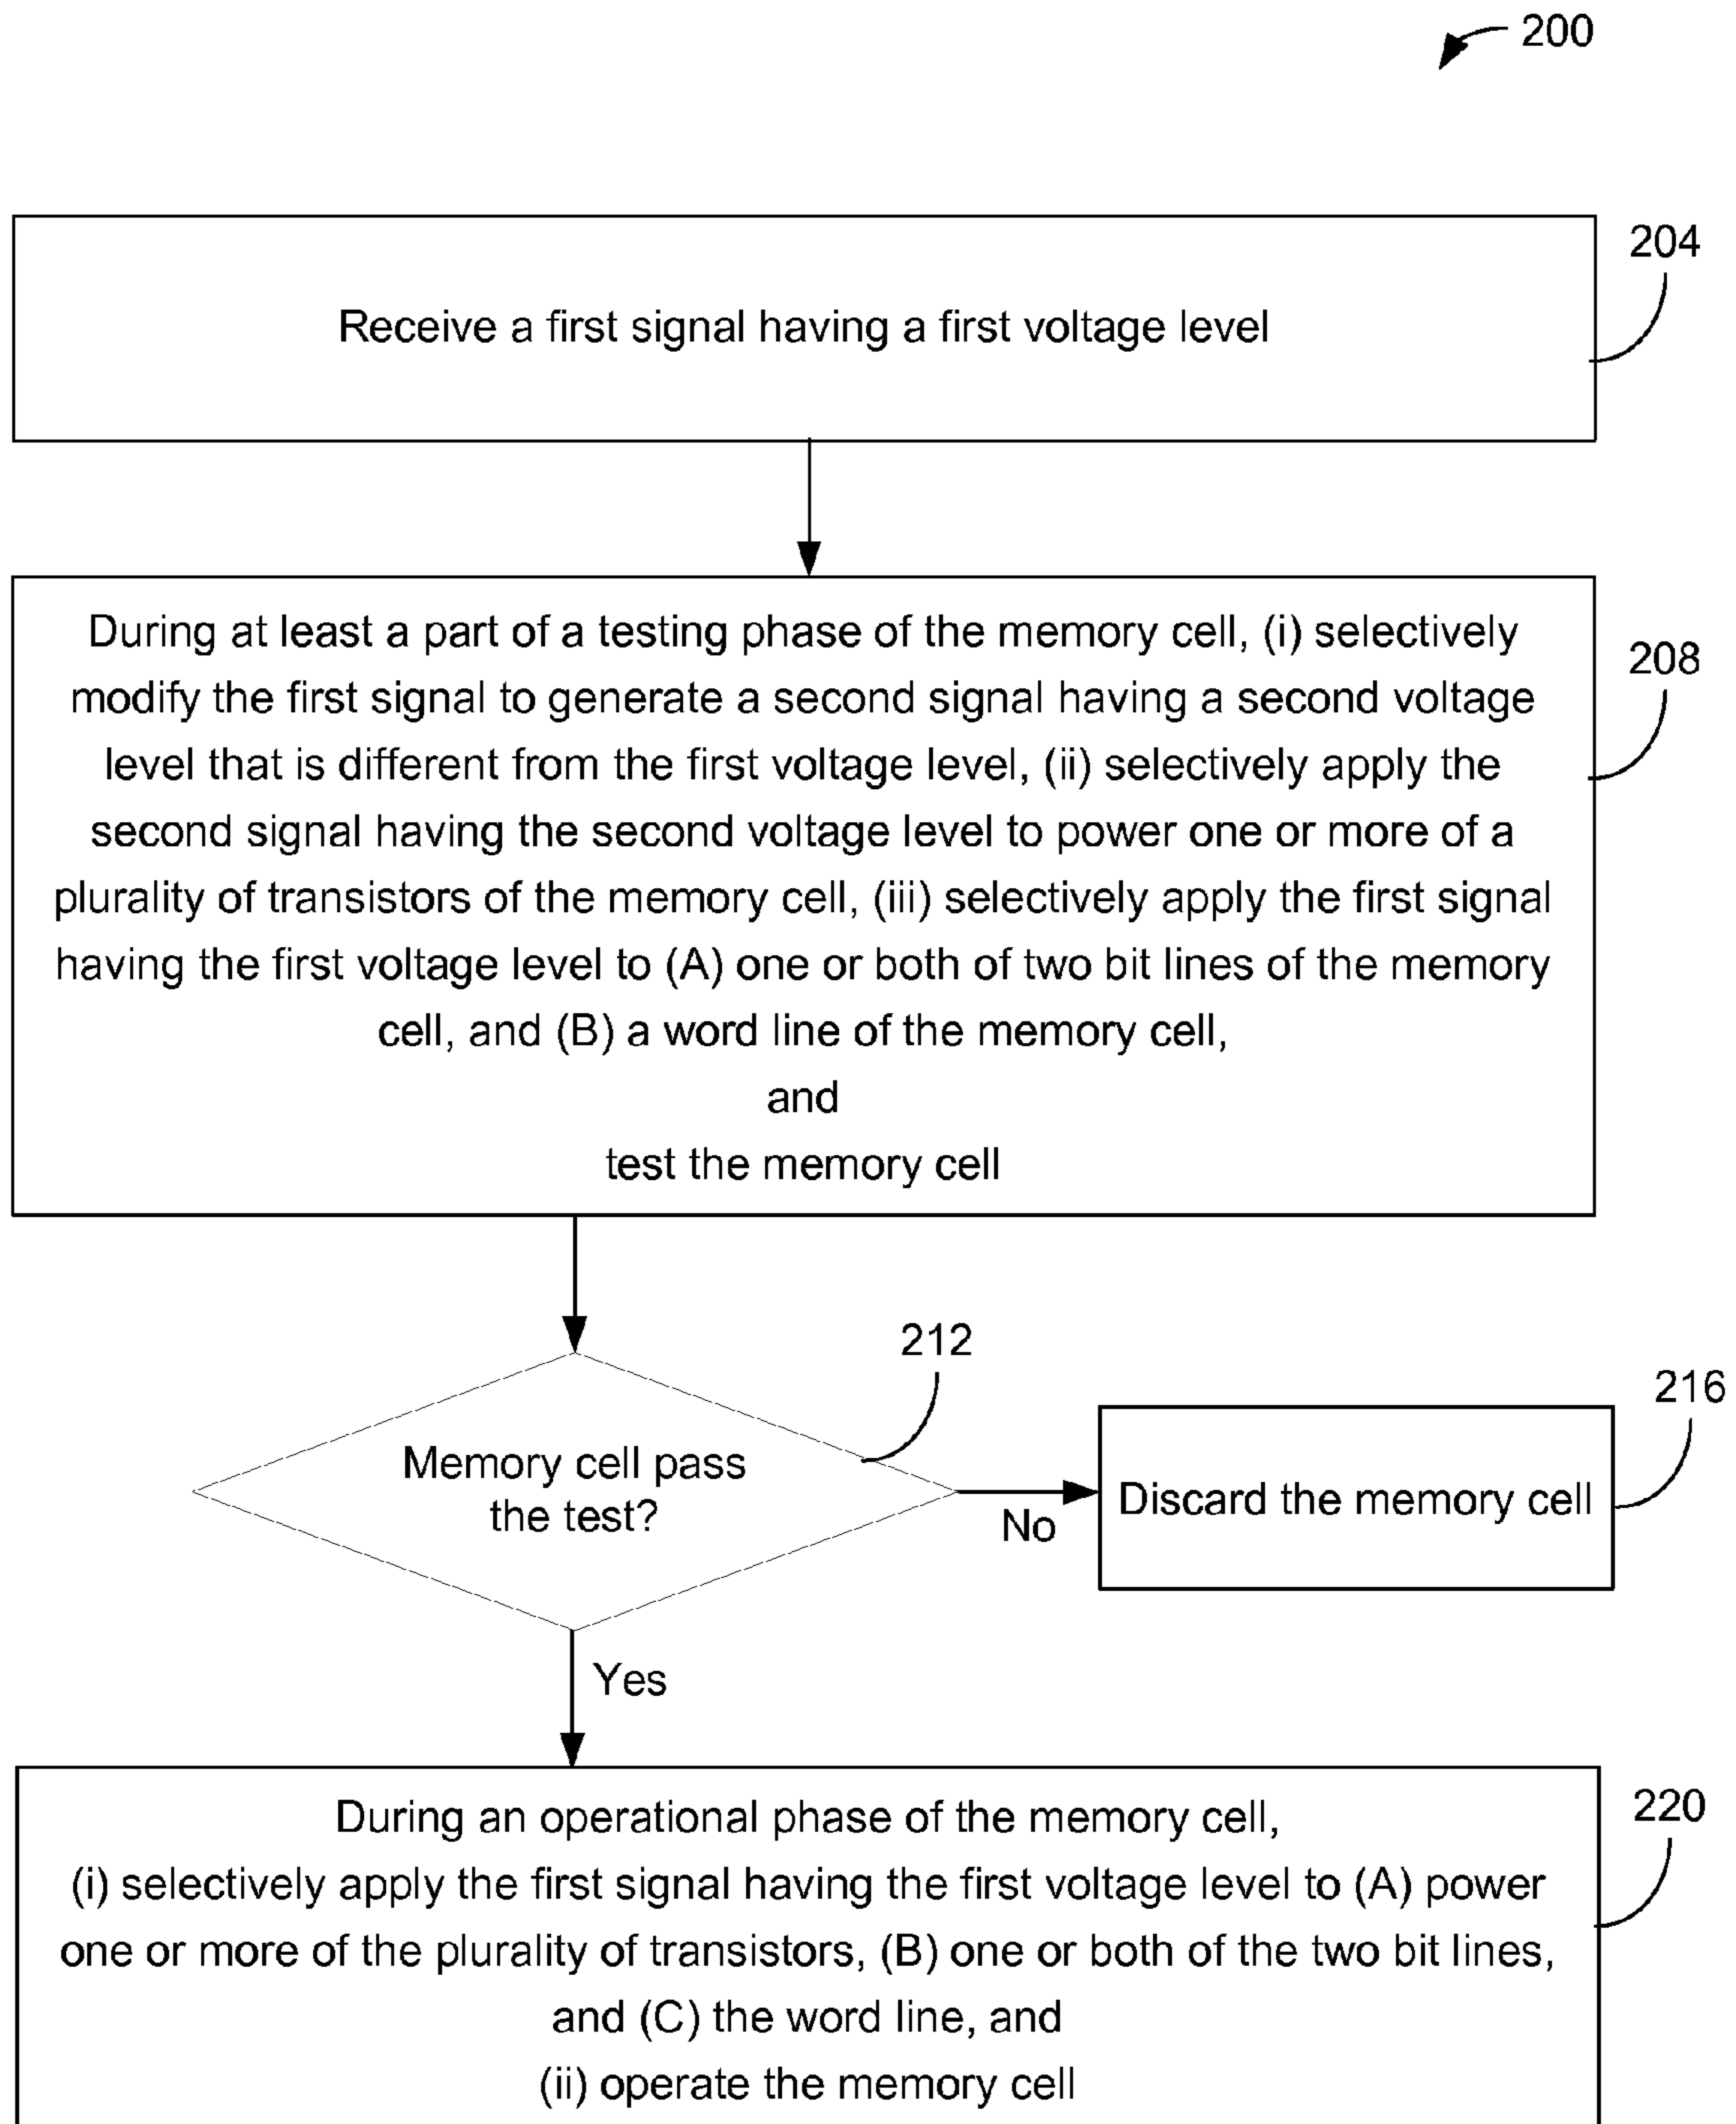 200
204
Receive a first signal having a first voltage level
During at least a part of a testing phase of the memory cell, (i) selectively
modify the first signal to generate a second signal having a second voltage
level that is different from the first voltage level, (ii) selectively apply the
second signal having the second voltage level to power one or more of a
plurality of transistors of the memory cell, (iii) selectively apply the first signal
having the first voltage level to (A) one or both of two bit lines of the memory
cell, and (B) a word line of the memory cell,
and
test the memory cell
208
212
Memory cell pass
the test?
No
216
Discard the memory cell
Yes
During an operational phase of the memory cell,
(i) selectively apply the first signal having the first voltage level to (A) power
one or more of the plurality of transistors, (B) one or both of the two bit lines,
and (C) the word line, and
(ii) operate the memory cell
220